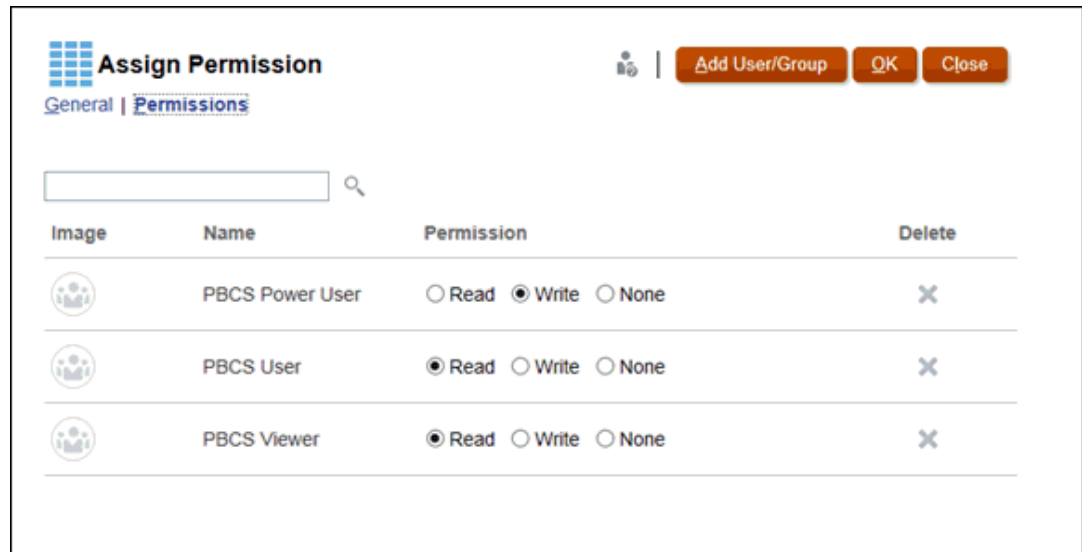 Assign Permission
Add User/Group OK Close
General | Permissions
Image Name Permission Delete
PBCS Power User Read Write None
PBCS User Read Write None
PBCS Viewer Read Write None